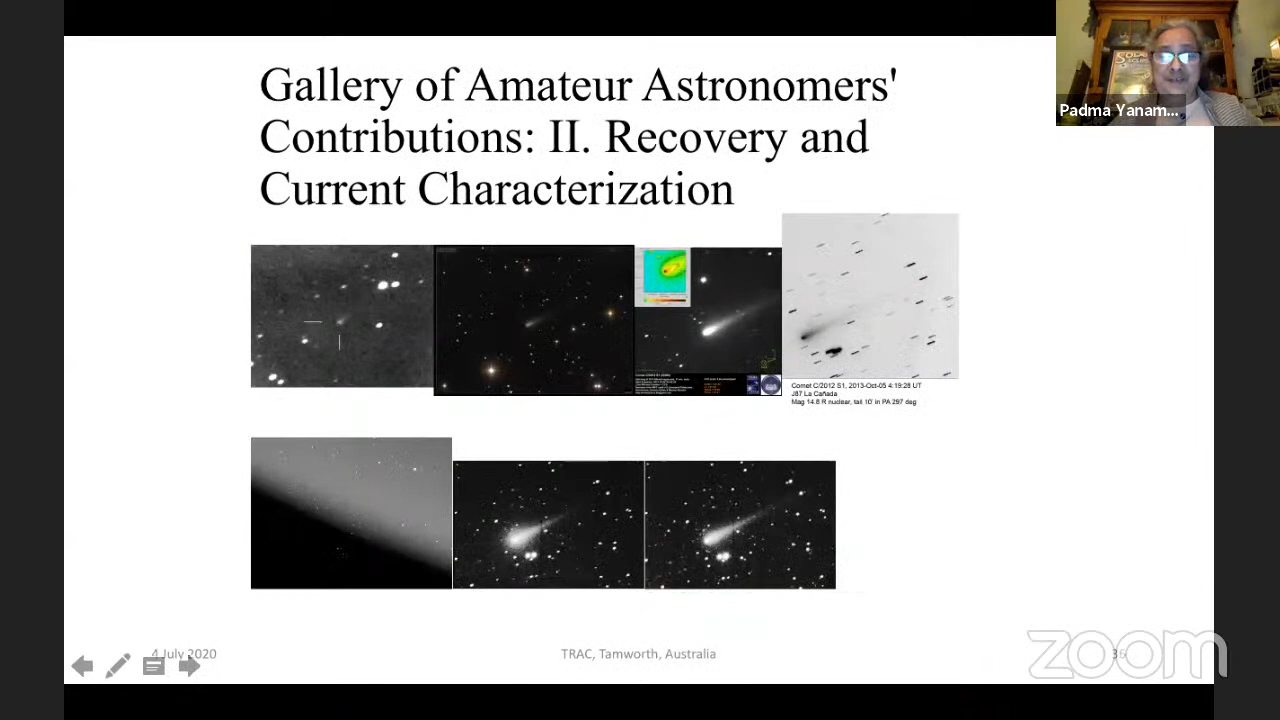 Gallery of Amateur Astronomers'
Contributions: II. Recovery and
Current Characterization
Padma Yanam...
Comet C/2012 S1, 2013-Oct-05 4:19:28 UT
J87 La Cañada
Mag 14.8 R nuclear, tail 10' in PA 297 deg
4 July 2020
TRAC, Tamworth, Australia
zoom